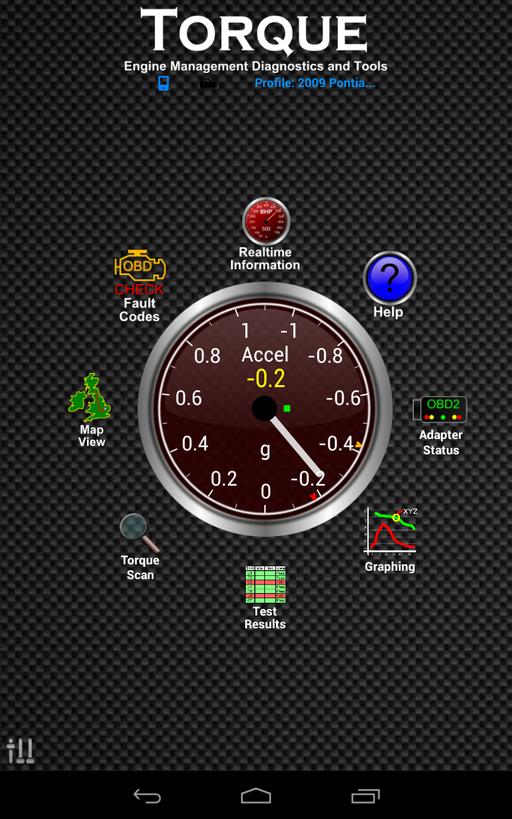 TORQUE
Engine Management Diagnostics and Tools
Profile: 2009 Pontia...
BHP
500
Realtime
Information
OBD
CHECK
Fault
Codes
?
Help
1 -1
0.8 Accel -0.8
-0.2
0.6 -0.6
0.4 g -0.4
0.2 -0.2
0
Map
View
OBD2
Adapter
Status
Torque
Scan
XYZ
Graphing
Test
Results